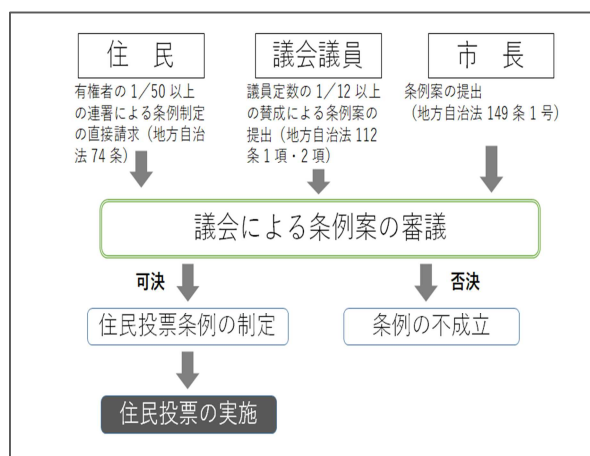 住 民
有権者の 1／50 以上
の連署による条例制定
の直接請求（地方自治
法 74 条）
議会議員
議員定数の 1／12 以上
の賛成による条例案の
提出（地方自治法 112
条 1 項・2 項）
市 長
条例案の提出
（地方自治法 149 条 1 号）
議会による条例案の審議
可決
否決
住民投票条例の制定
条例の不成立
住民投票の実施